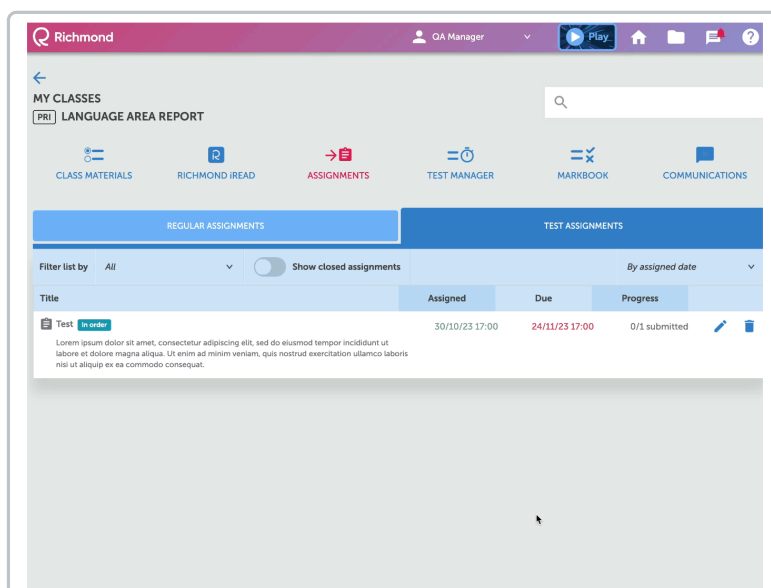 Richmond
QA Manager
Play
MY CLASSES
PRI LANGUAGE AREA REPORT
CLASS MATERIALS
RICHMOND iREAD
ASSIGNMENTS
TEST MANAGER
MARKBOOK
COMMUNICATIONS
REGULAR ASSIGNMENTS
TEST ASSIGNMENTS
Filter list by All Show closed assignments By assigned date
Title Assigned Due Progress
Test In order 30/10/23 17:00 24/11/23 17:00 0/1 submitted
Lorem ipsum dolor sit amet, consectetur adipiscing elit, sed do eiusmod tempor incididunt ut
labore et dolore magna aliqua. Ut enim ad minim veniam, quis nostrud exercitation ullamco laboris
nisi ut aliquip ex ea commodo consequat.